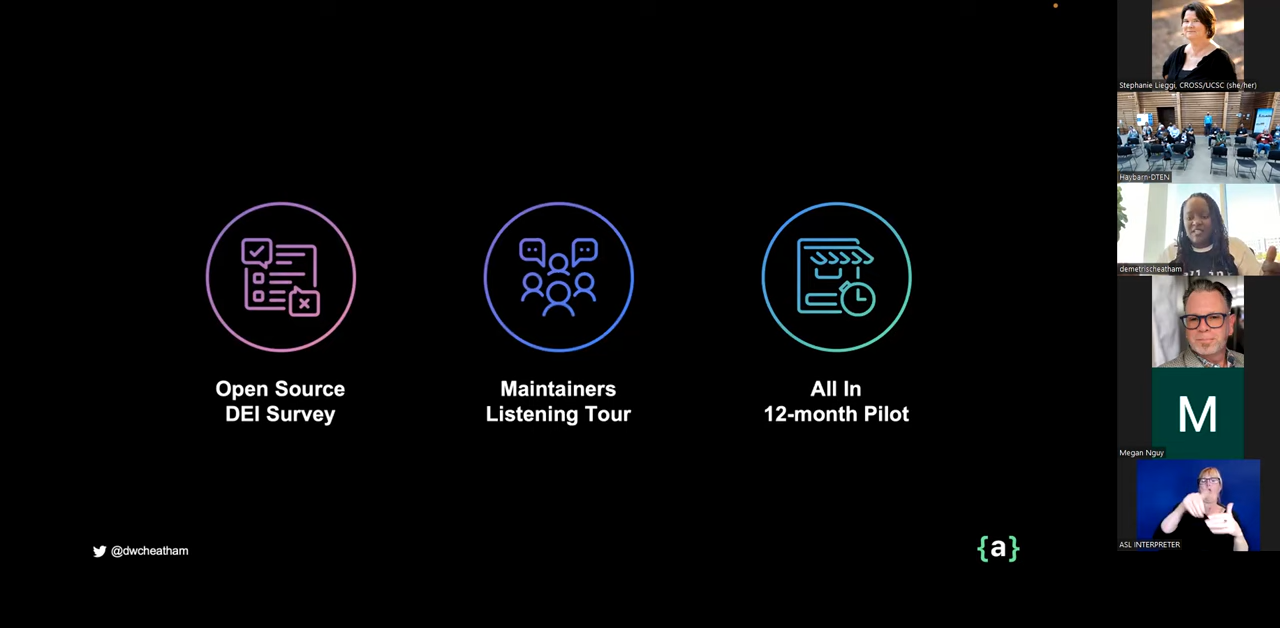 Open Source
DEI Survey
Maintainers
Listening Tour
All In
12-month Pilot
@dwcheatham
{a}
Stephanie Lieggi, CROSS/UCSC (she/her)
Haybarn-DTEN
demetrischeatham
M
Megan Nguy
ASL INTERPRETER